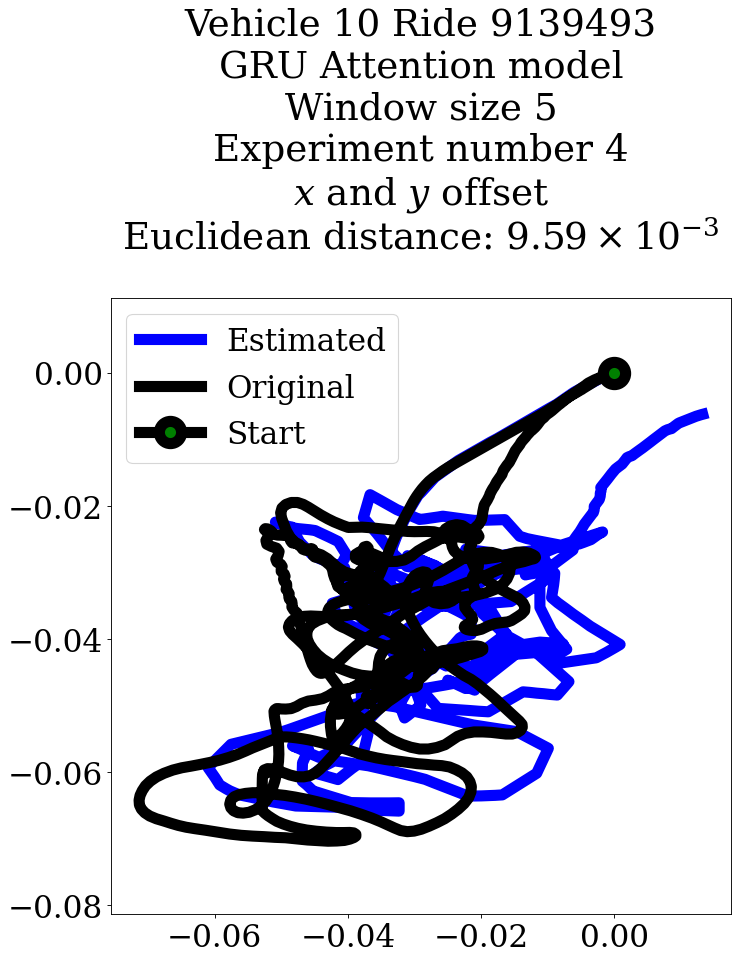 Vehicle 10 Ride 9139493
GRU Attention model
Window size 5
Experiment number 4
x and y offset
Euclidean distance: 9.59 × 10⁻³
Estimated
Original
Start
0.00
−0.02
−0.04
−0.06
−0.08
−0.06 −0.04 −0.02 0.00